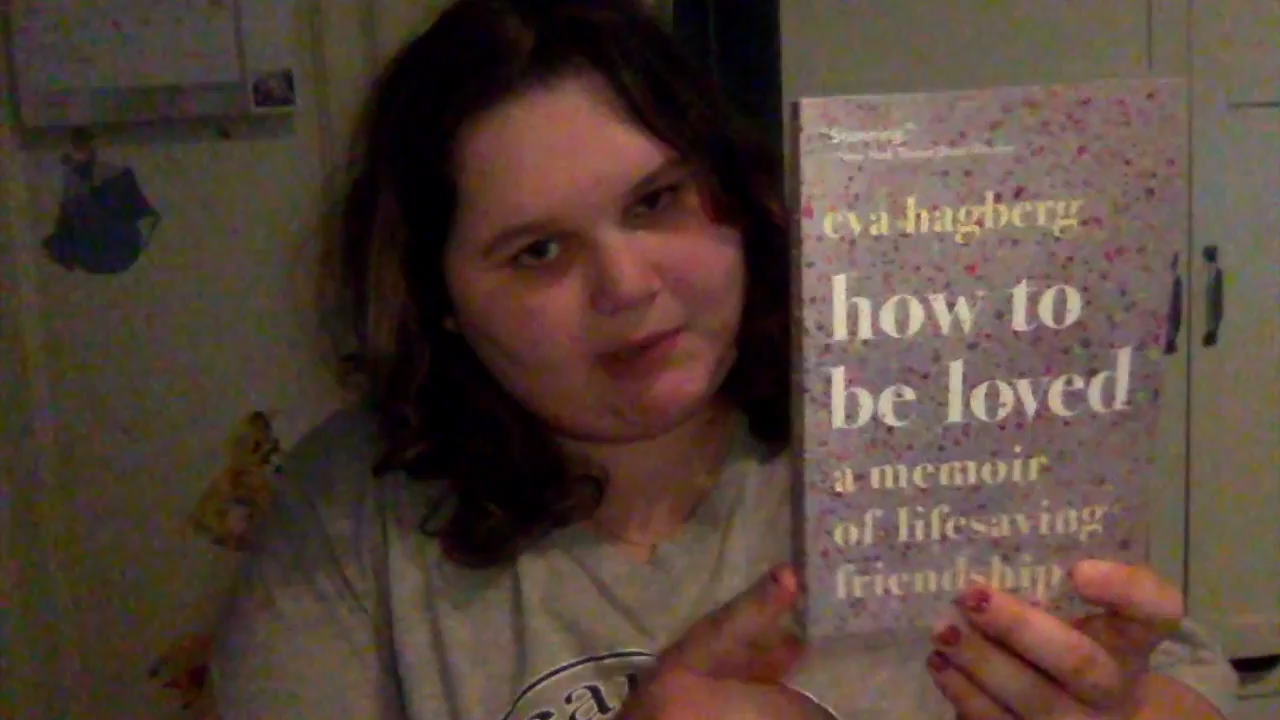 eva hagberg
how to
be loved
a memoir
of lifesaving
friendship